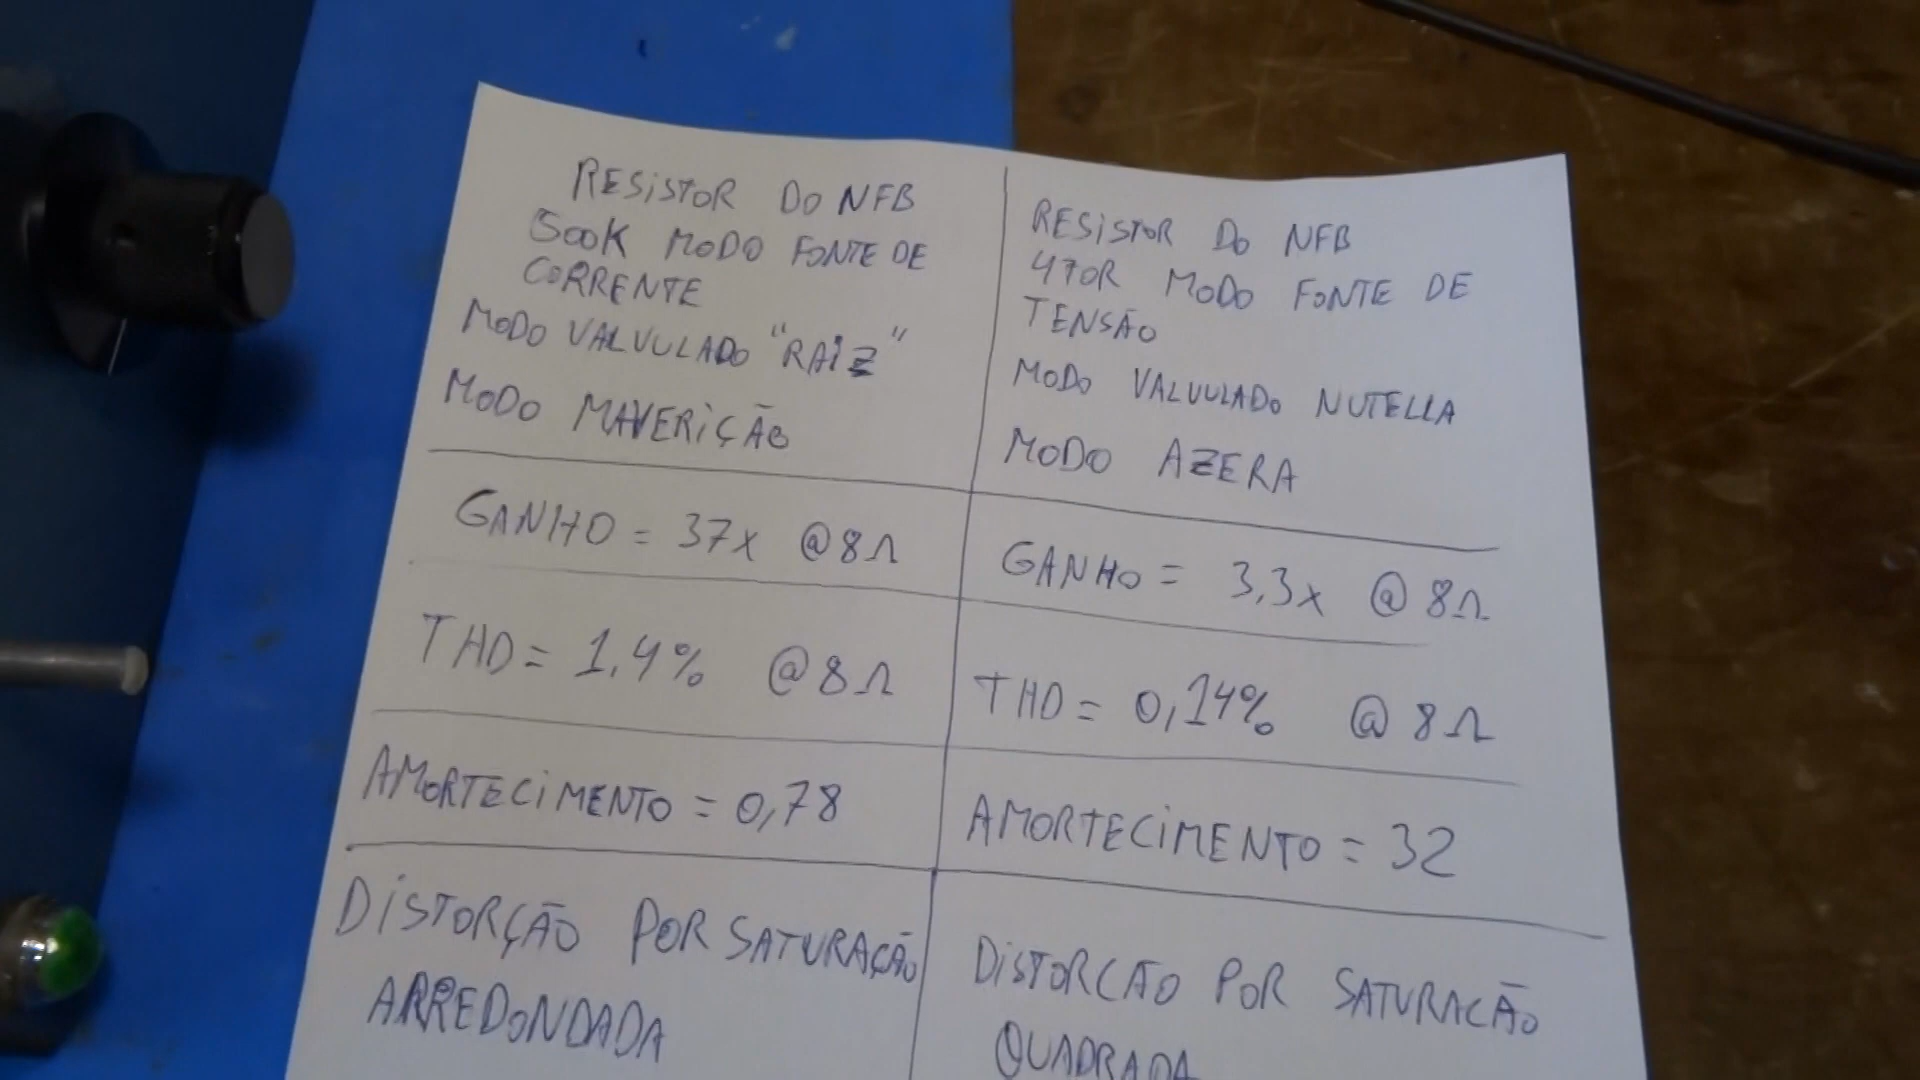 RESISTOR DO NFB
500K MODO FONTE DE
CORRENTE
MODO VALVULADO "RAIZ"
MODO MAVERIÇÃO
GANHO = 37x @8Ω
THD = 1.4% @8Ω
AMORTECIMENTO = 0,78
DISTORÇÃO POR SATURAÇÃO
ARREDONDADA
RESISTOR DO NFB
470R MODO FONTE DE
TENSÃO
MODO VALVULADO NUTELLA
MODO AZERA
GANHO = 3,3x @ 8Ω
THD = 0,14% @ 8Ω
AMORTECIMENTO = 32
DISTORCAO POR SATURACÃO
QUADRADA